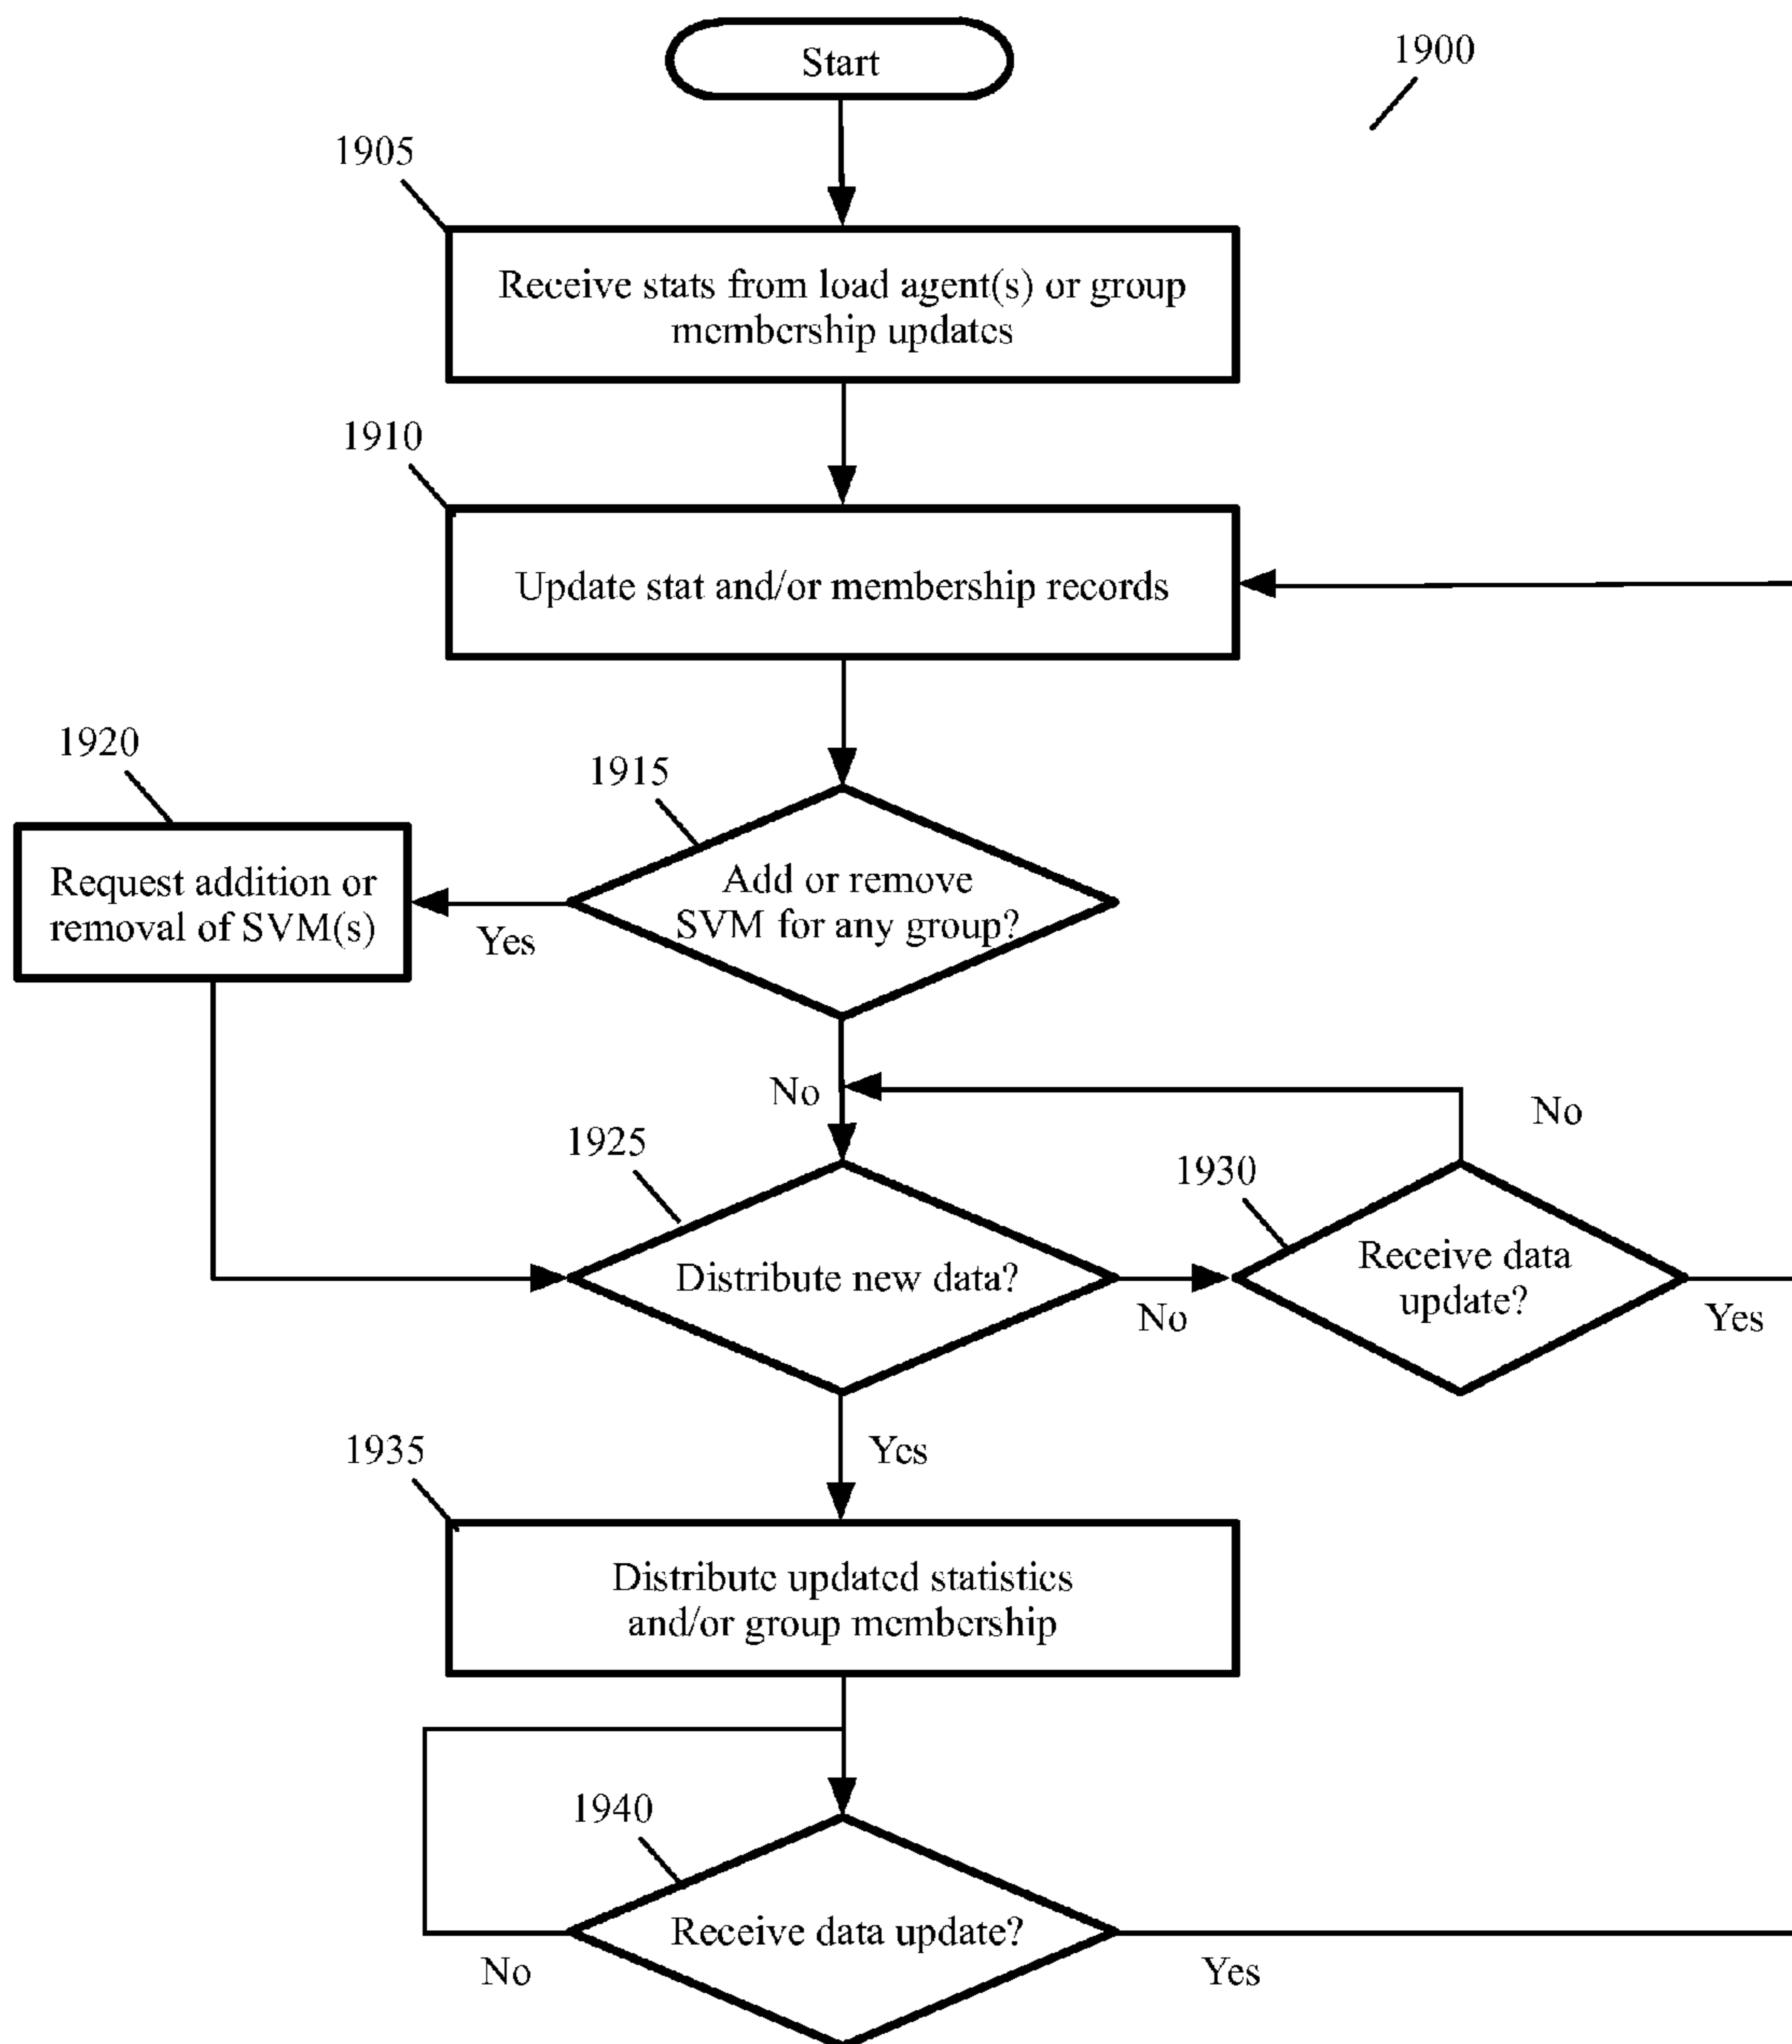 Start
1900
1905
Receive stats from load agent(s) or group
membership updates
1910
Update stat and/or membership records
1920
1915
Request addition or
removal of SVM(s)
Add or remove
SVM for any group?
Yes
No
No
1925
1930
Distribute new data?
Receive data
update?
No
Yes
Yes
1935
Distribute updated statistics
and/or group membership
1940
Receive data update?
No
Yes